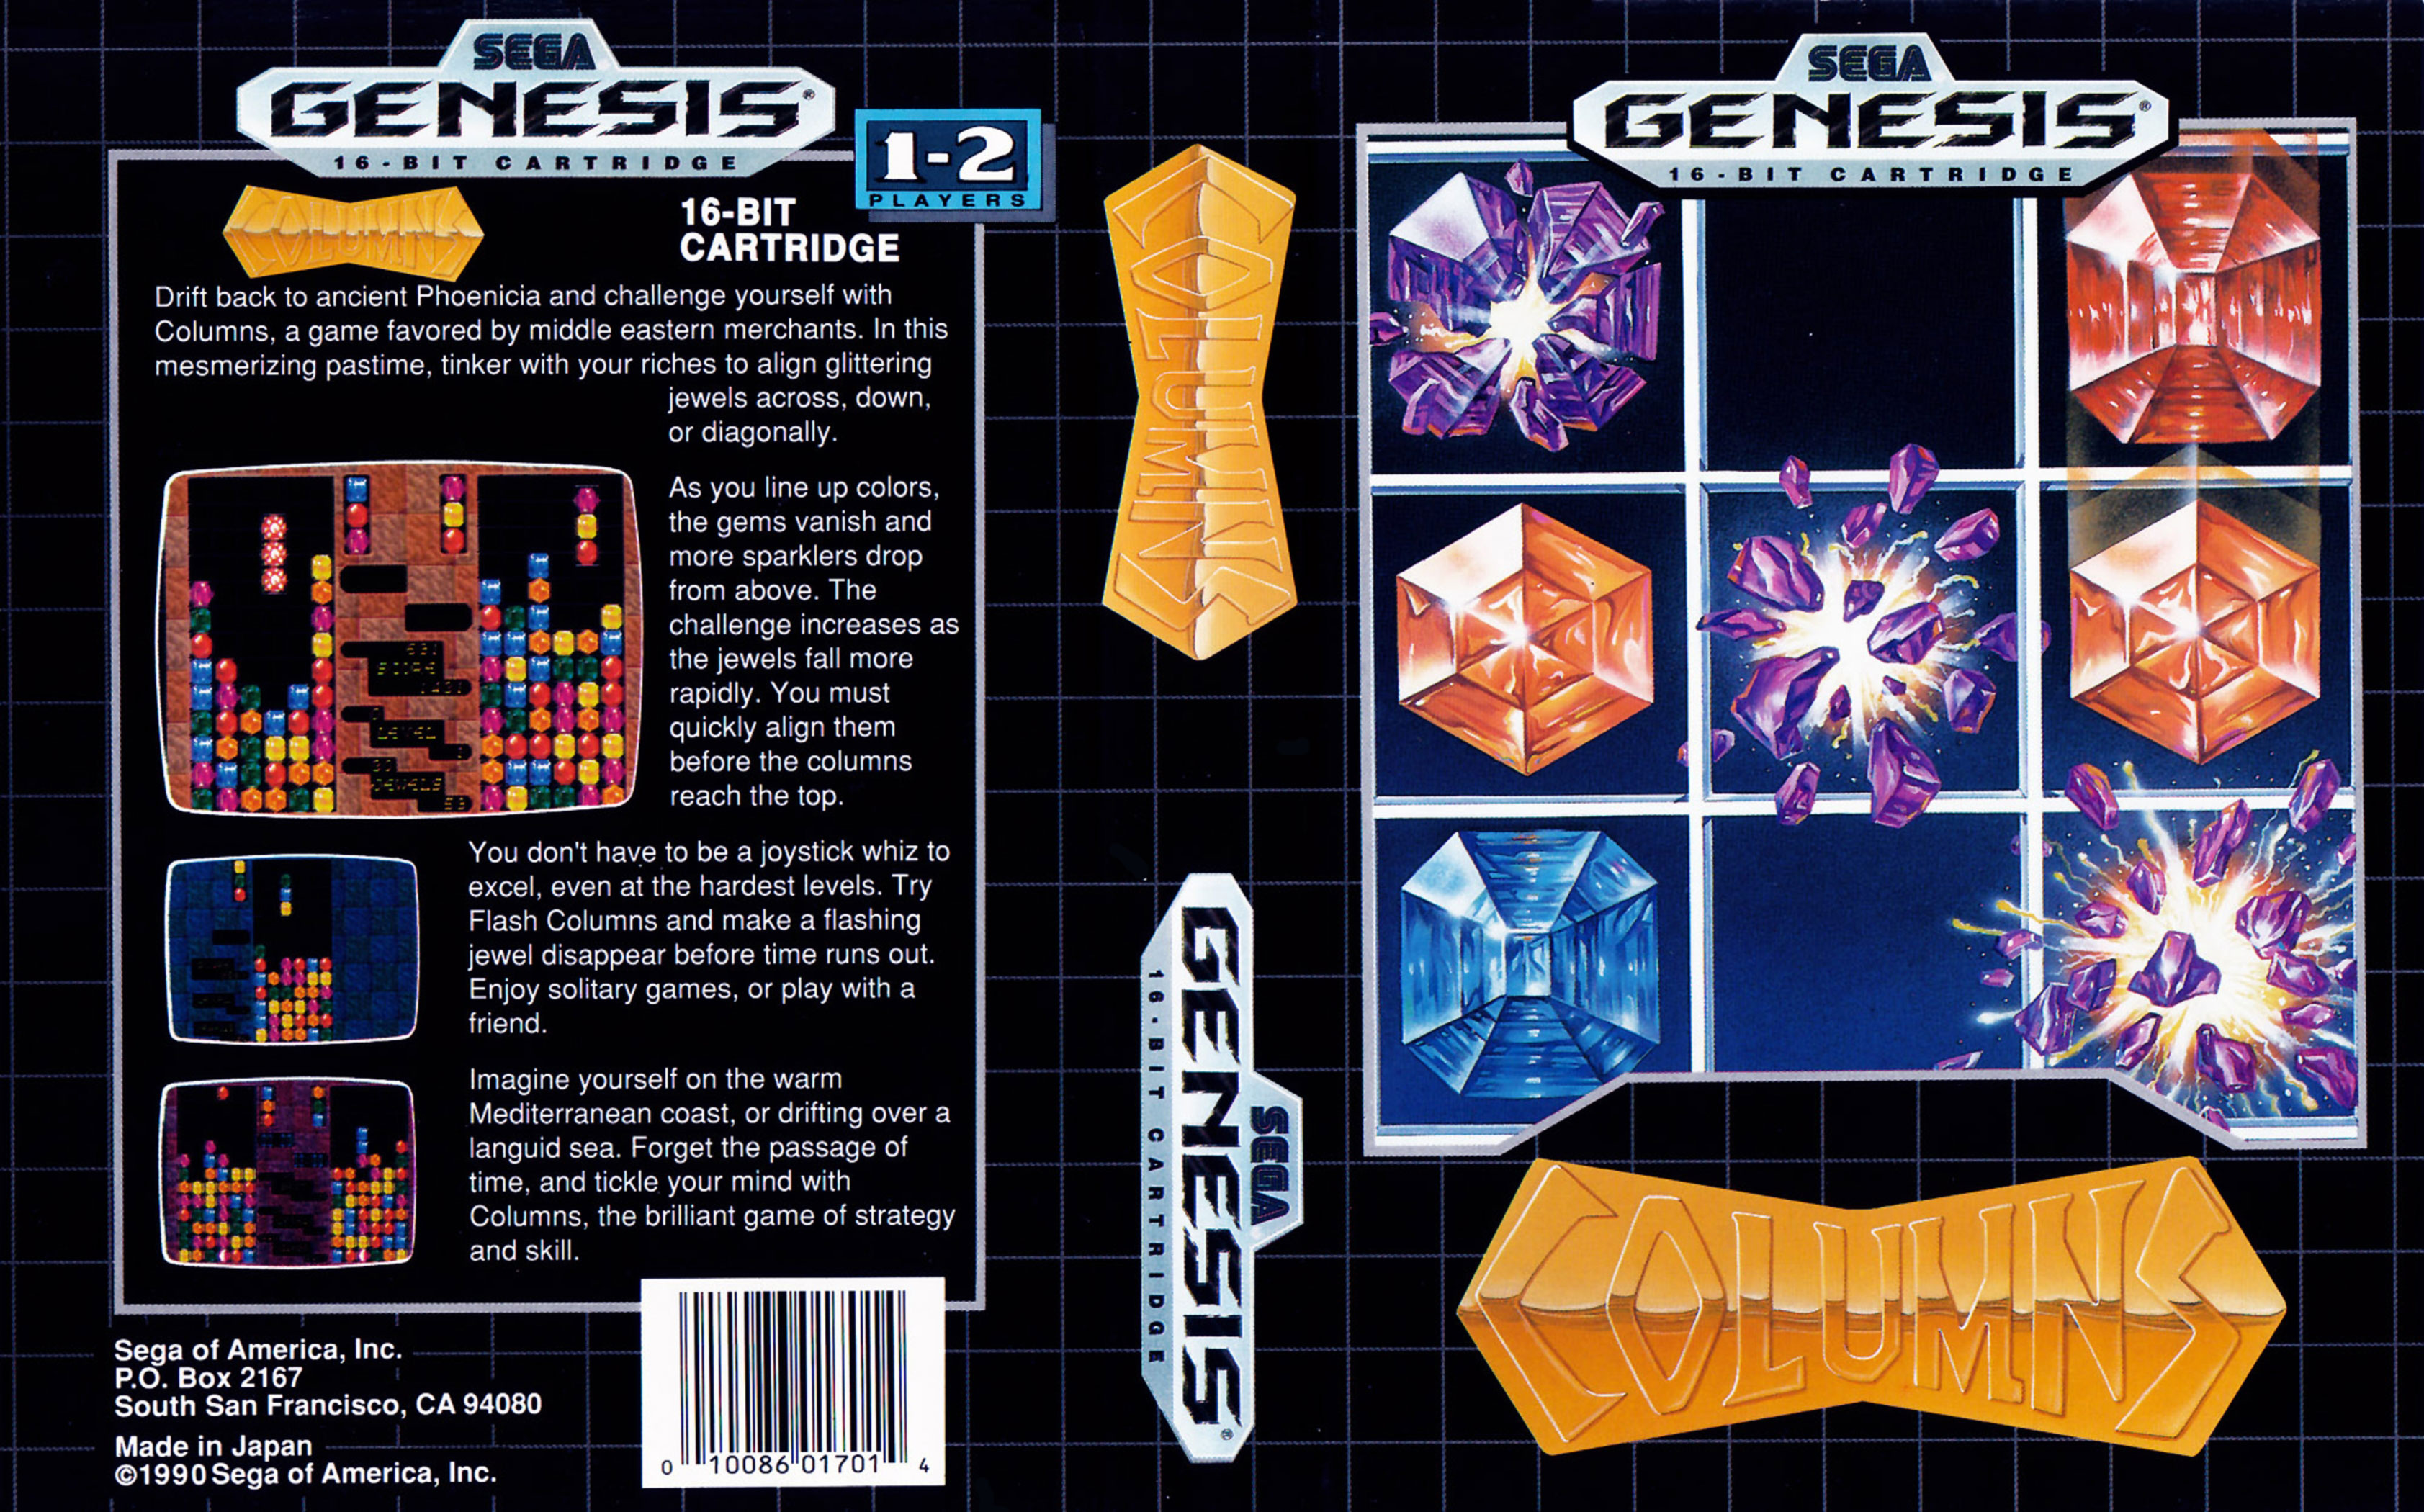 SEGA
GENESIS®
16-BIT CARTRIDGE
1-2
PLAYERS
COLUMNS
16-BIT
CARTRIDGE
Drift back to ancient Phoenicia and challenge yourself with
Columns, a game favored by middle eastern merchants. In this
mesmerizing pastime, tinker with your riches to align glittering
jewels across, down,
or diagonally.
As you line up colors,
the gems vanish and
more sparklers drop
from above. The
challenge increases as
the jewels fall more
rapidly. You must
quickly align them
before the columns
reach the top.
You don't have to be a joystick whiz to
excel, even at the hardest levels. Try
Flash Columns and make a flashing
jewel disappear before time runs out.
Enjoy solitary games, or play with a
friend.
Imagine yourself on the warm
Mediterranean coast, or drifting over a
languid sea. Forget the passage of
time, and tickle your mind with
Columns, the brilliant game of strategy
and skill.
Sega of America, Inc.
P.O. Box 2167
South San Francisco, CA 94080
Made in Japan
©1990 Sega of America, Inc.
0 10086 01701 4
COLUMNS
SEGA
GENESIS®
16-BIT CARTRIDGE
SEGA
GENESIS®
16-BIT CARTRIDGE
COLUMNS